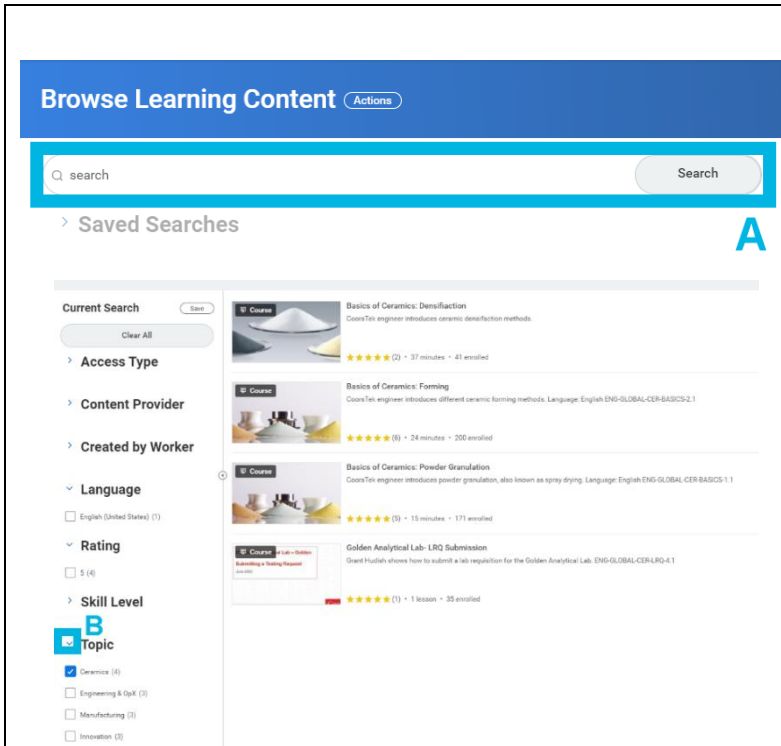 Browse Learning Content Actions
search Search
Saved Searches
A
Current Search Save
Clear All
Access Type
Content Provider
Created by Worker
Language
English (United States) (1)
Rating
5 (4)
Skill Level
B
Topic
Ceramics (4)
Engineering & OpX (3)
Manufacturing (3)
Innovation (3)
Course
Basics of Ceramics: Densifiaction
CoorsTek engineer introduces ceramic densifaction methods.
(2) • 37 minutes • 41 enrolled
Course
Basics of Ceramics: Forming
CoorsTek engineer introduces different ceramic forming methods. Language: English ENG-GLOBAL-CER-BASICS-2.1
(6) • 24 minutes • 200 enrolled
Course
Basics of Ceramics: Powder Granulation
CoorsTek engineer introduces powder granulation, also known as spray drying. Language: English ENG-GLOBAL-CER-BASICS-1.1
(5) • 15 minutes • 171 enrolled
Course
al Lab – Golden
Submitting a Testing Request
Golden Analytical Lab- LRQ Submission
Grant Hudish shows how to submit a lab requisition for the Golden Analytical Lab. ENG-GLOBAL-CER-LRQ-4.1
(1) • 1 lesson • 35 enrolled